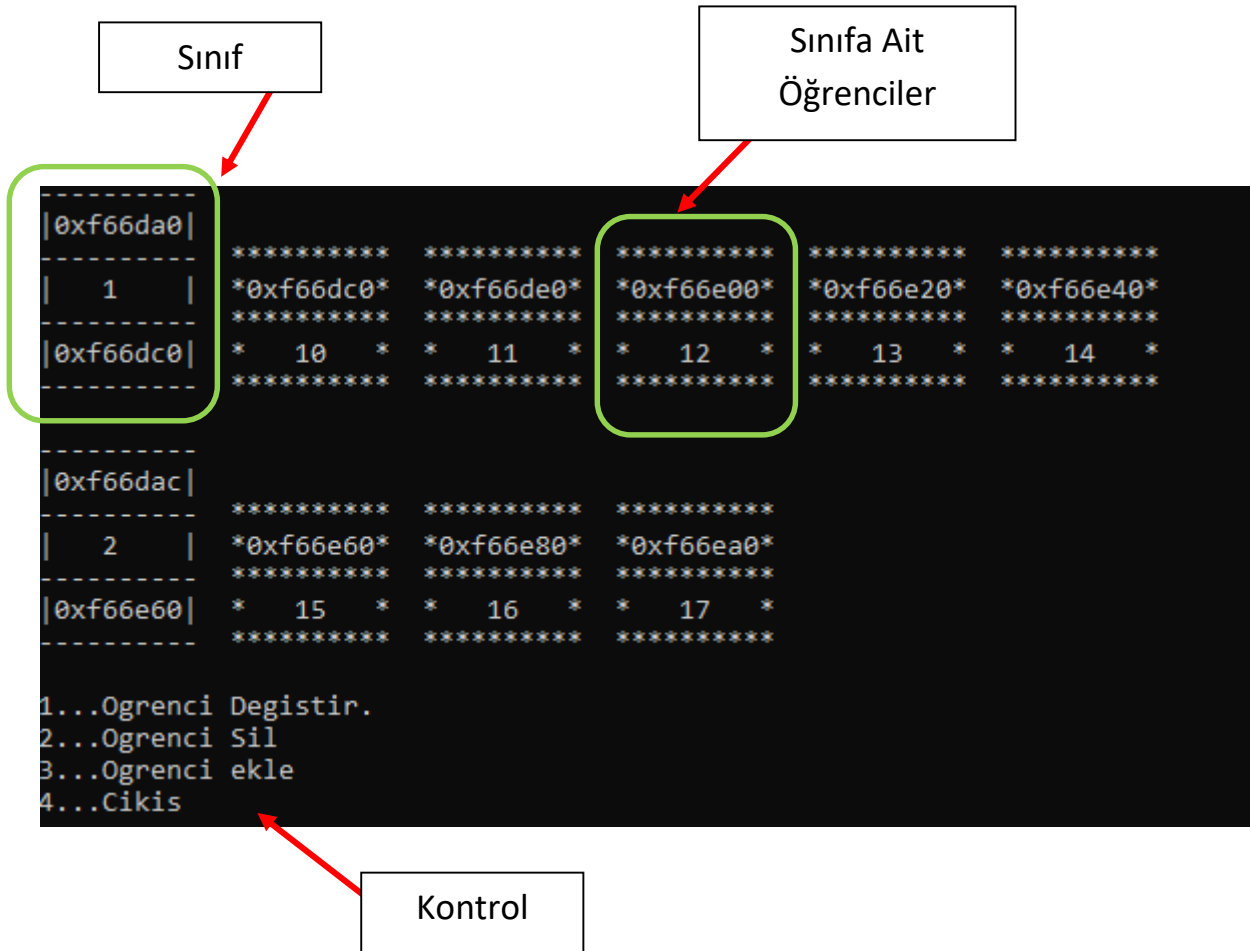 Sınıf
Sınıfa Ait
Öğrenciler
----------
|0xf66da0|
---------- ********** ********** ********** ********** **********
| 1 | *0xf66dc0* *0xf66de0* *0xf66e00* *0xf66e20* *0xf66e40*
---------- ********** ********** ********** ********** **********
|0xf66dc0| * 10 * * 11 * * 12 * * 13 * * 14 *
---------- ********** ********** ********** ********** **********
----------
|0xf66dac|
---------- ********** ********** **********
| 2 | *0xf66e60* *0xf66e80* *0xf66ea0*
---------- ********** ********** **********
|0xf66e60| * 15 * * 16 * * 17 *
---------- ********** ********** **********
1...Ogrenci Degistir.
2...Ogrenci Sil
3...Ogrenci ekle
4...Cikis
Kontrol